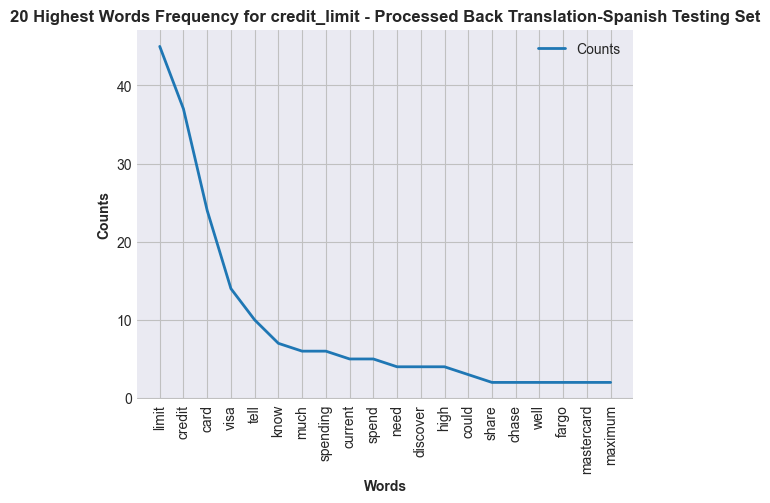 20 Highest Words Frequency for credit_limit - Processed Back Translation-Spanish Testing Set
Counts
40
30
20
10
0
Counts
limit
credit
card
visa
tell
know
much
spending
current
spend
need
discover
high
could
share
chase
well
fargo
mastercard
maximum
Words